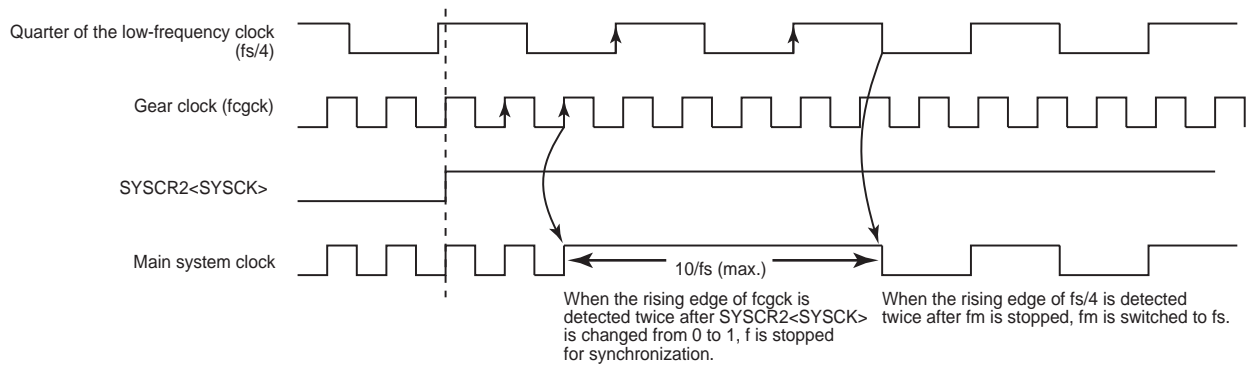 Quarter of the low-frequency clock
(fs/4)
Gear clock (fcgck)
SYSCR2<SYSCK>
Main system clock
10/fs (max.)
When the rising edge of fcgck is
detected twice after SYSCR2<SYSCK>
is changed from 0 to 1, f is stopped
for synchronization.
When the rising edge of fs/4 is detected
twice after fm is stopped, fm is switched to fs.